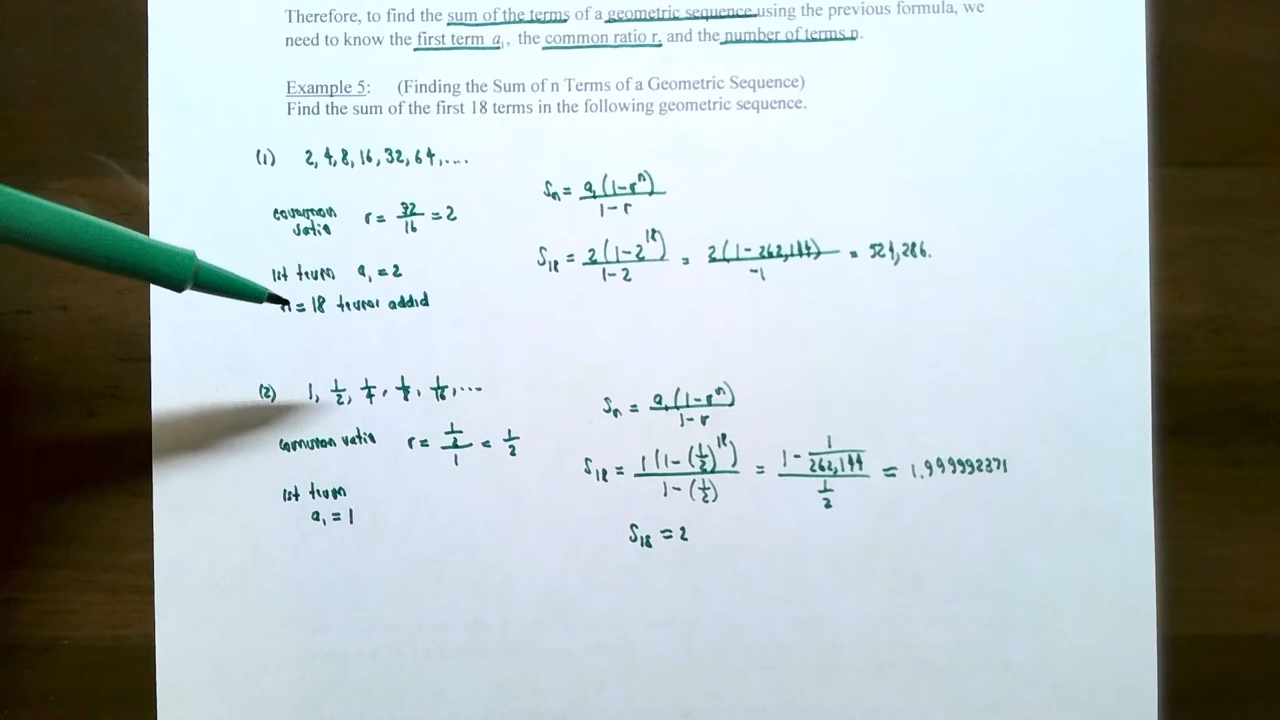 Therefore, to find the sum of the terms of a geometric sequence using the previous formula, we
need to know the first term a₁, the common ratio r, and the number of terms n.
Example 5: (Finding the Sum of n Terms of a Geometric Sequence)
Find the sum of the first 18 terms in the following geometric sequence.
(1) 2, 4, 8, 16, 32, 64, ....
common ratio r = 32/16 = 2
1st term a₁ = 2
n = 18 terms added
Sₙ = a₁(1-rⁿ)/1-r
S₁₈ = 2(1-2¹⁸)/1-2 = 2(1-262,144)/-1 = 524,286.
(2) 1, 1/2, 1/4, 1/8, 1/16, ...
common ratio r = 1/2/1 = 1/2
1st term
a₁ = 1
Sₙ = a₁(1-rⁿ)/1-r
S₁₈ = 1(1-(1/2)¹⁸)/1-(1/2) = 1-1/262,144/1/2 = 1.999992371
S₁₈ ≈ 2